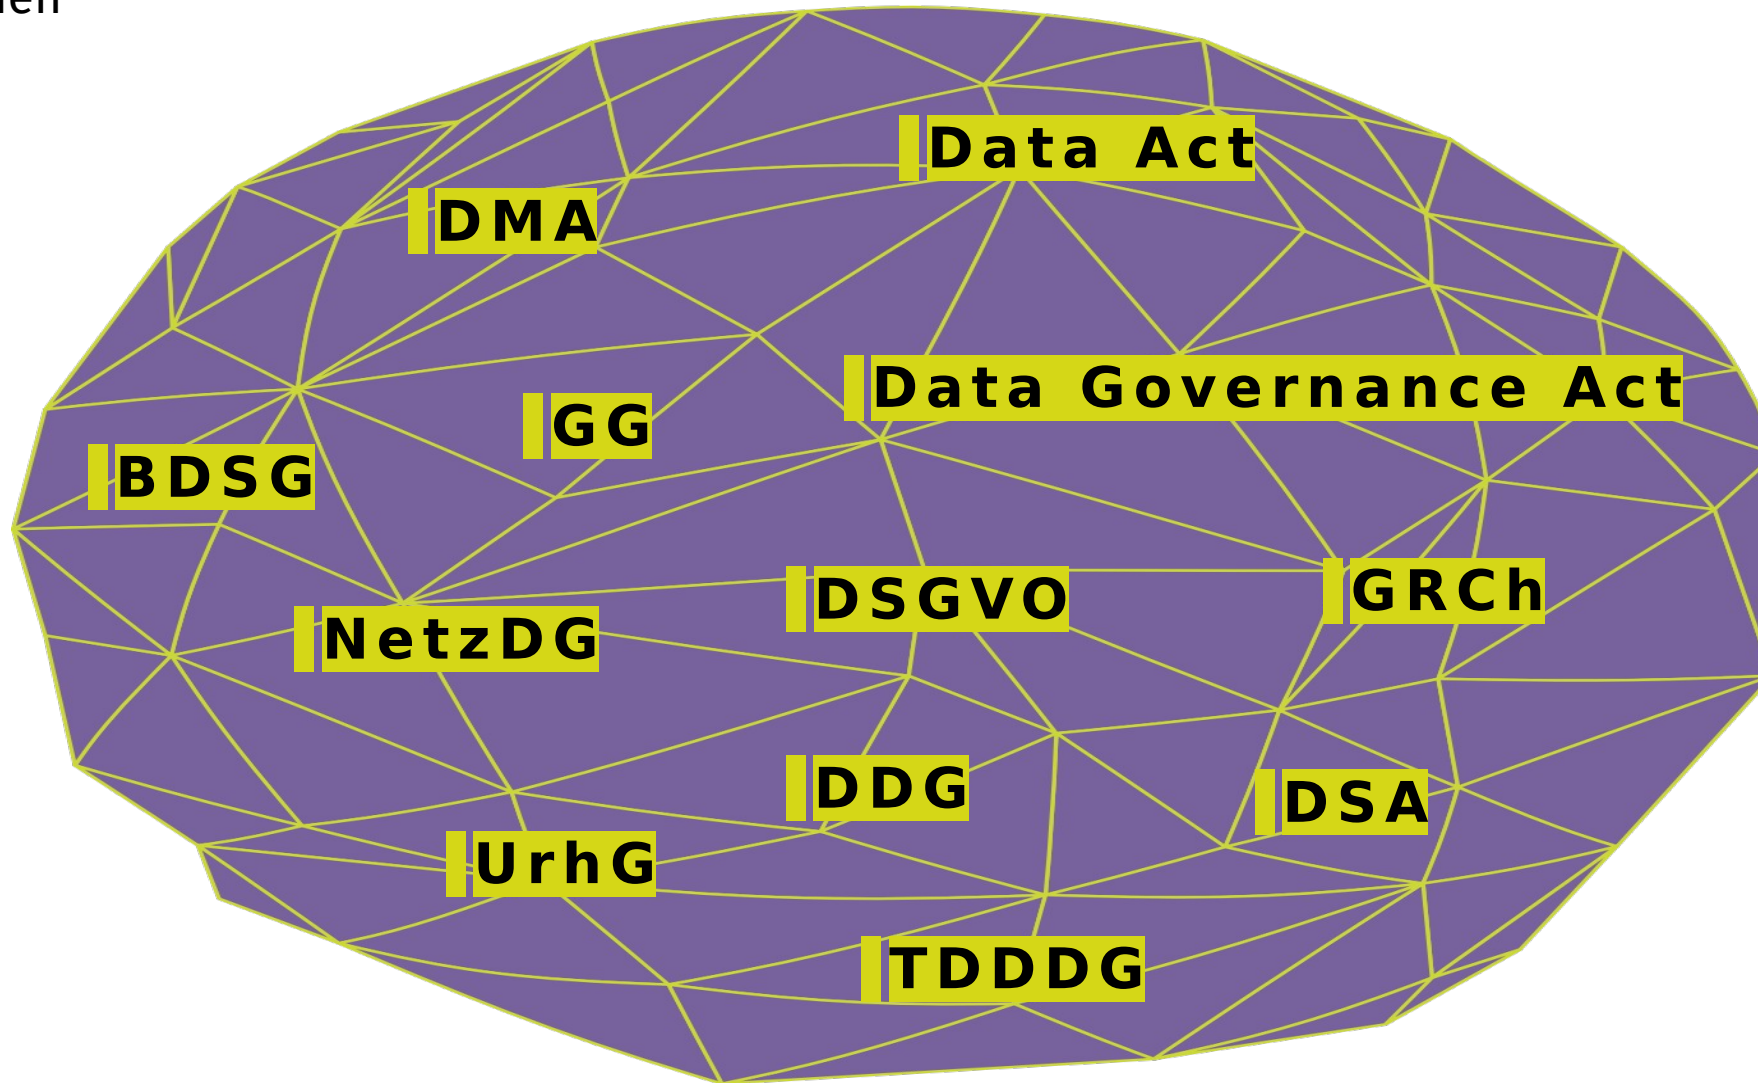 Data Act
DMA
Data Governance Act
GG
BDSG
DSGVO
GRCh
NetzDG
DDG
DSA
UrhG
TDDDG